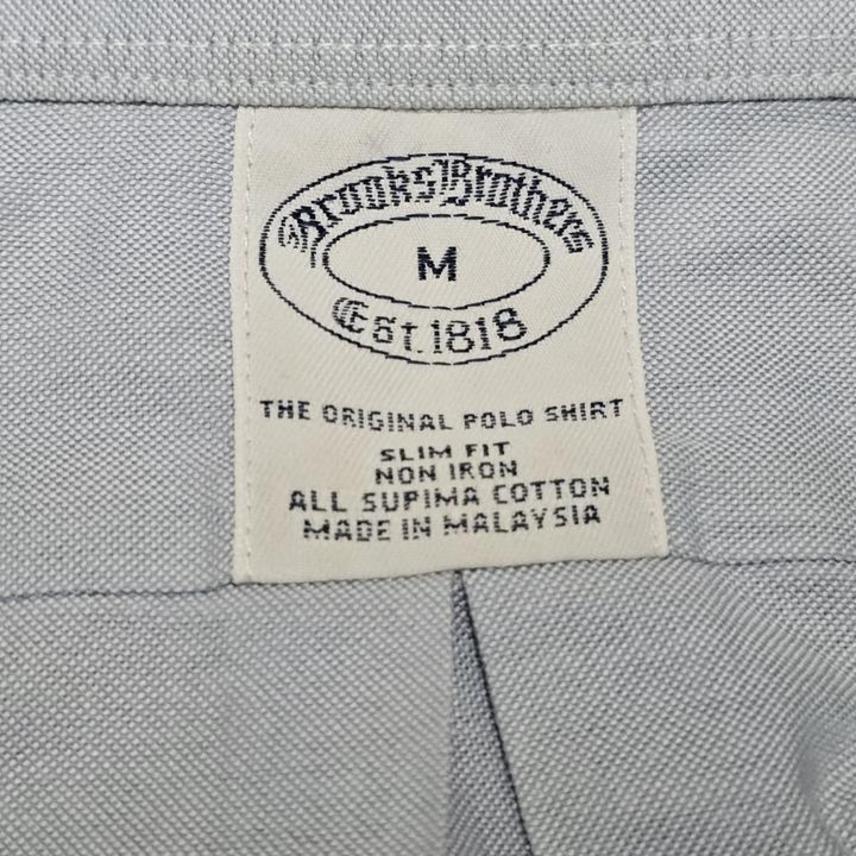 Brooks Brothers
M
Est. 1818
THE ORIGINAL POLO SHIRT
SLIM FIT
NON IRON
ALL SUPIMA COTTON
MADE IN MALAYSIA